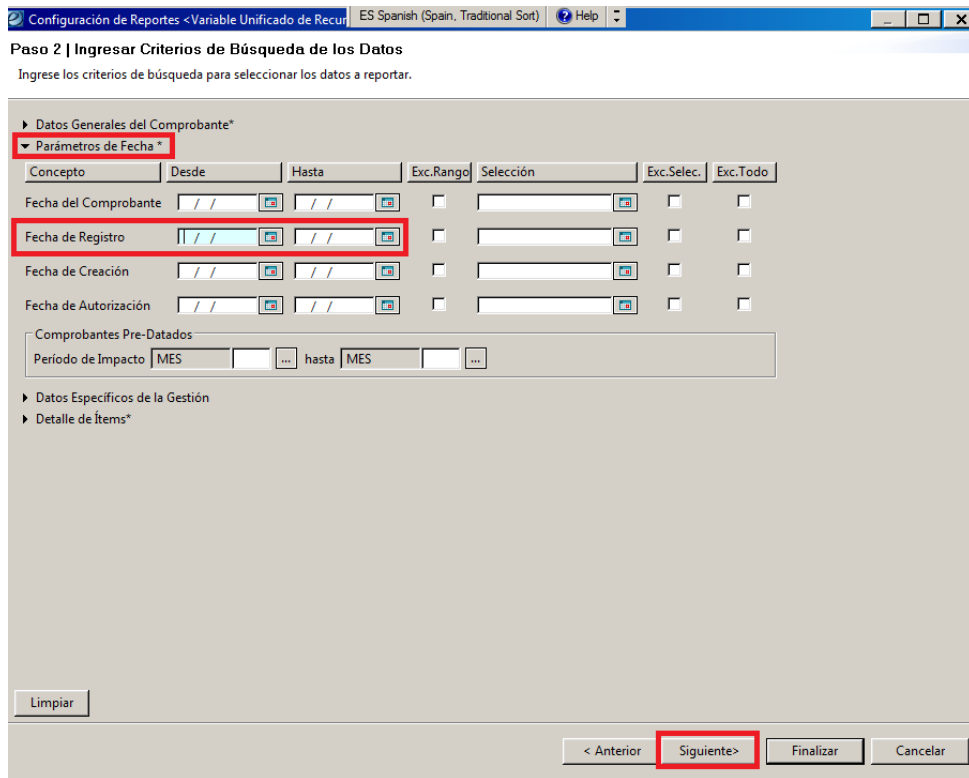 Configuración de Reportes <Variable Unificado de Recur
ES Spanish (Spain, Traditional Sort) Help
Paso 2 | Ingresar Criterios de Búsqueda de los Datos
Ingrese los criterios de búsqueda para seleccionar los datos a reportar.
Datos Generales del Comprobante*
Parámetros de Fecha *
Concepto Desde Hasta Exc.Rango Selección Exc.Selec. Exc.Todo
Fecha del Comprobante / / / /
Fecha de Registro / / / /
Fecha de Creación / / / /
Fecha de Autorización / / / /
Comprobantes Pre-Datados
Período de Impacto MES ... hasta MES ...
Datos Específicos de la Gestión
Detalle de Ítems*
Limpiar
< Anterior Siguiente> Finalizar Cancelar